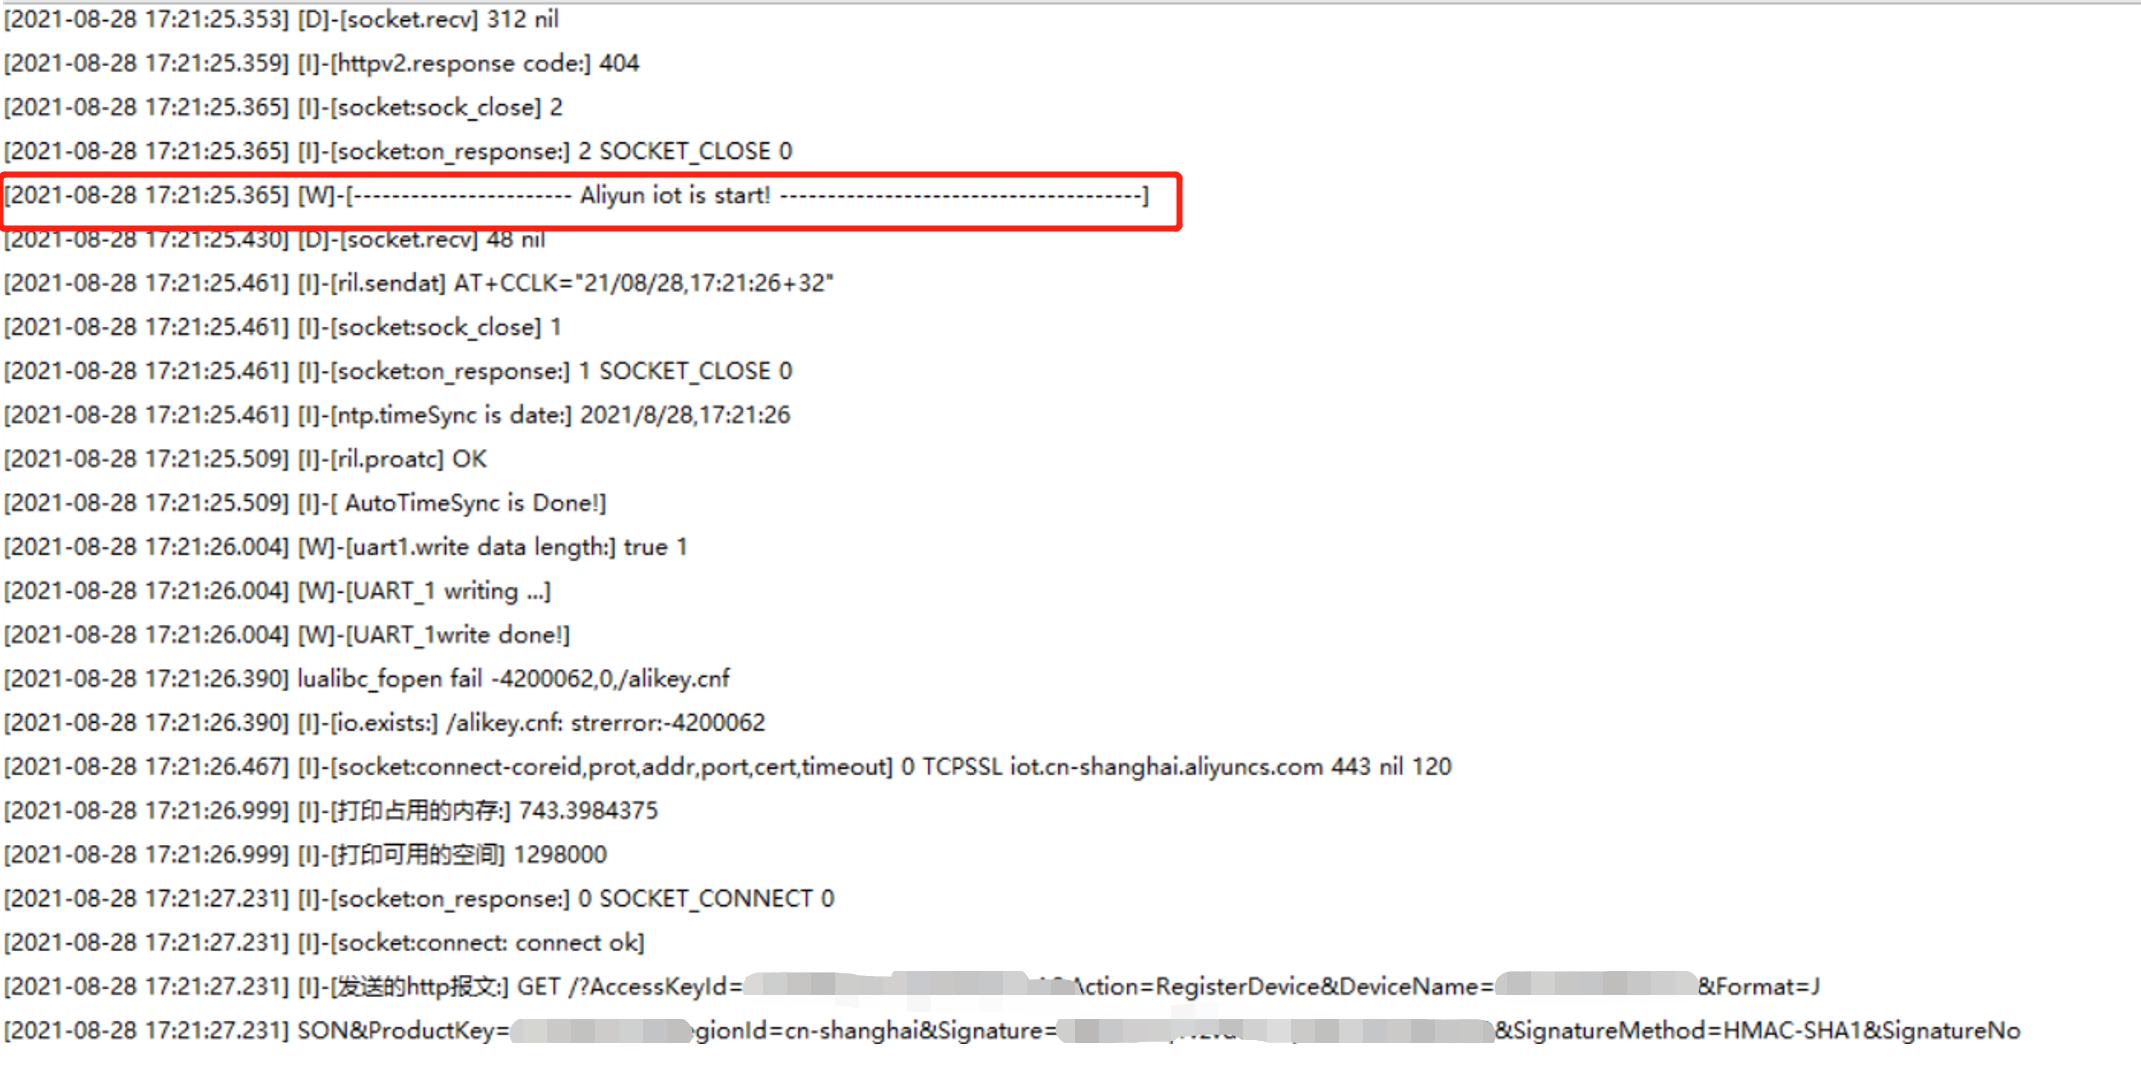 [2021-08-28 17:21:25.353] [D]-[socket.recv] 312 nil
[2021-08-28 17:21:25.359] [I]-[httpv2.response code:] 404
[2021-08-28 17:21:25.365] [I]-[socket:sock_close] 2
[2021-08-28 17:21:25.365] [I]-[socket:on_response:] 2 SOCKET_CLOSE 0
[2021-08-28 17:21:25.365] [W]-[----------------------- Aliyun iot is start! --------------------------------------]
[2021-08-28 17:21:25.430] [D]-[socket.recv] 48 nil
[2021-08-28 17:21:25.461] [I]-[ril.sendat] AT+CCLK="21/08/28,17:21:26+32"
[2021-08-28 17:21:25.461] [I]-[socket:sock_close] 1
[2021-08-28 17:21:25.461] [I]-[socket:on_response:] 1 SOCKET_CLOSE 0
[2021-08-28 17:21:25.461] [I]-[ntp.timeSync is date:] 2021/8/28,17:21:26
[2021-08-28 17:21:25.509] [I]-[ril.proatc] OK
[2021-08-28 17:21:25.509] [I]-[ AutoTimeSync is Done!]
[2021-08-28 17:21:26.004] [W]-[uart1.write data length:] true 1
[2021-08-28 17:21:26.004] [W]-[UART_1 writing ...]
[2021-08-28 17:21:26.004] [W]-[UART_1write done!]
[2021-08-28 17:21:26.390] lualibc_fopen fail -4200062,0,/alikey.cnf
[2021-08-28 17:21:26.390] [I]-[io.exists:] /alikey.cnf: strerror:-4200062
[2021-08-28 17:21:26.467] [I]-[socket:connect-coreid,prot,addr,port,cert,timeout] 0 TCPSSL iot.cn-shanghai.aliyuncs.com 443 nil 120
[2021-08-28 17:21:26.999] [I]-[打印占用的内存:] 743.3984375
[2021-08-28 17:21:26.999] [I]-[打印可用的空间] 1298000
[2021-08-28 17:21:27.231] [I]-[socket:on_response:] 0 SOCKET_CONNECT 0
[2021-08-28 17:21:27.231] [I]-[socket:connect: connect ok]
[2021-08-28 17:21:27.231] [I]-[发送的http报文:] GET /?AccessKeyId= Action=RegisterDevice&DeviceName= &Format=J
[2021-08-28 17:21:27.231] SON&ProductKey= egionId=cn-shanghai&Signature= &SignatureMethod=HMAC-SHA1&SignatureNo